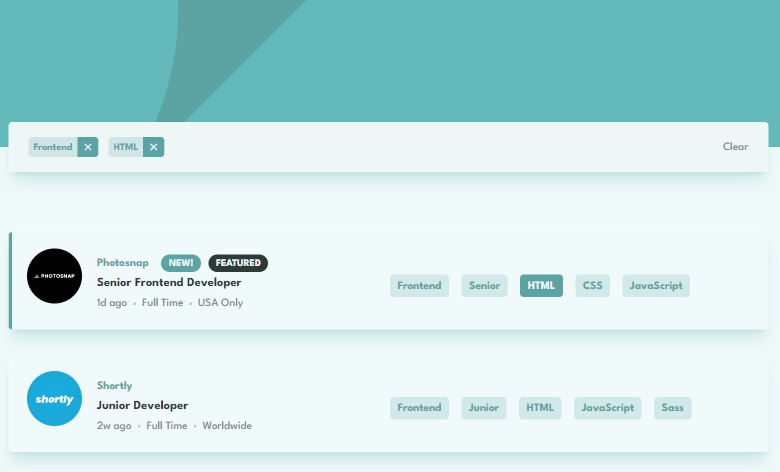 Frontend HTML Clear
Photosnap NEW! FEATURED
PHOTOSNAP
Senior Frontend Developer
1d ago • Full Time • USA Only
Frontend Senior HTML CSS JavaScript
Shortly
shortly
Junior Developer
2w ago • Full Time • Worldwide
Frontend Junior HTML JavaScript Sass